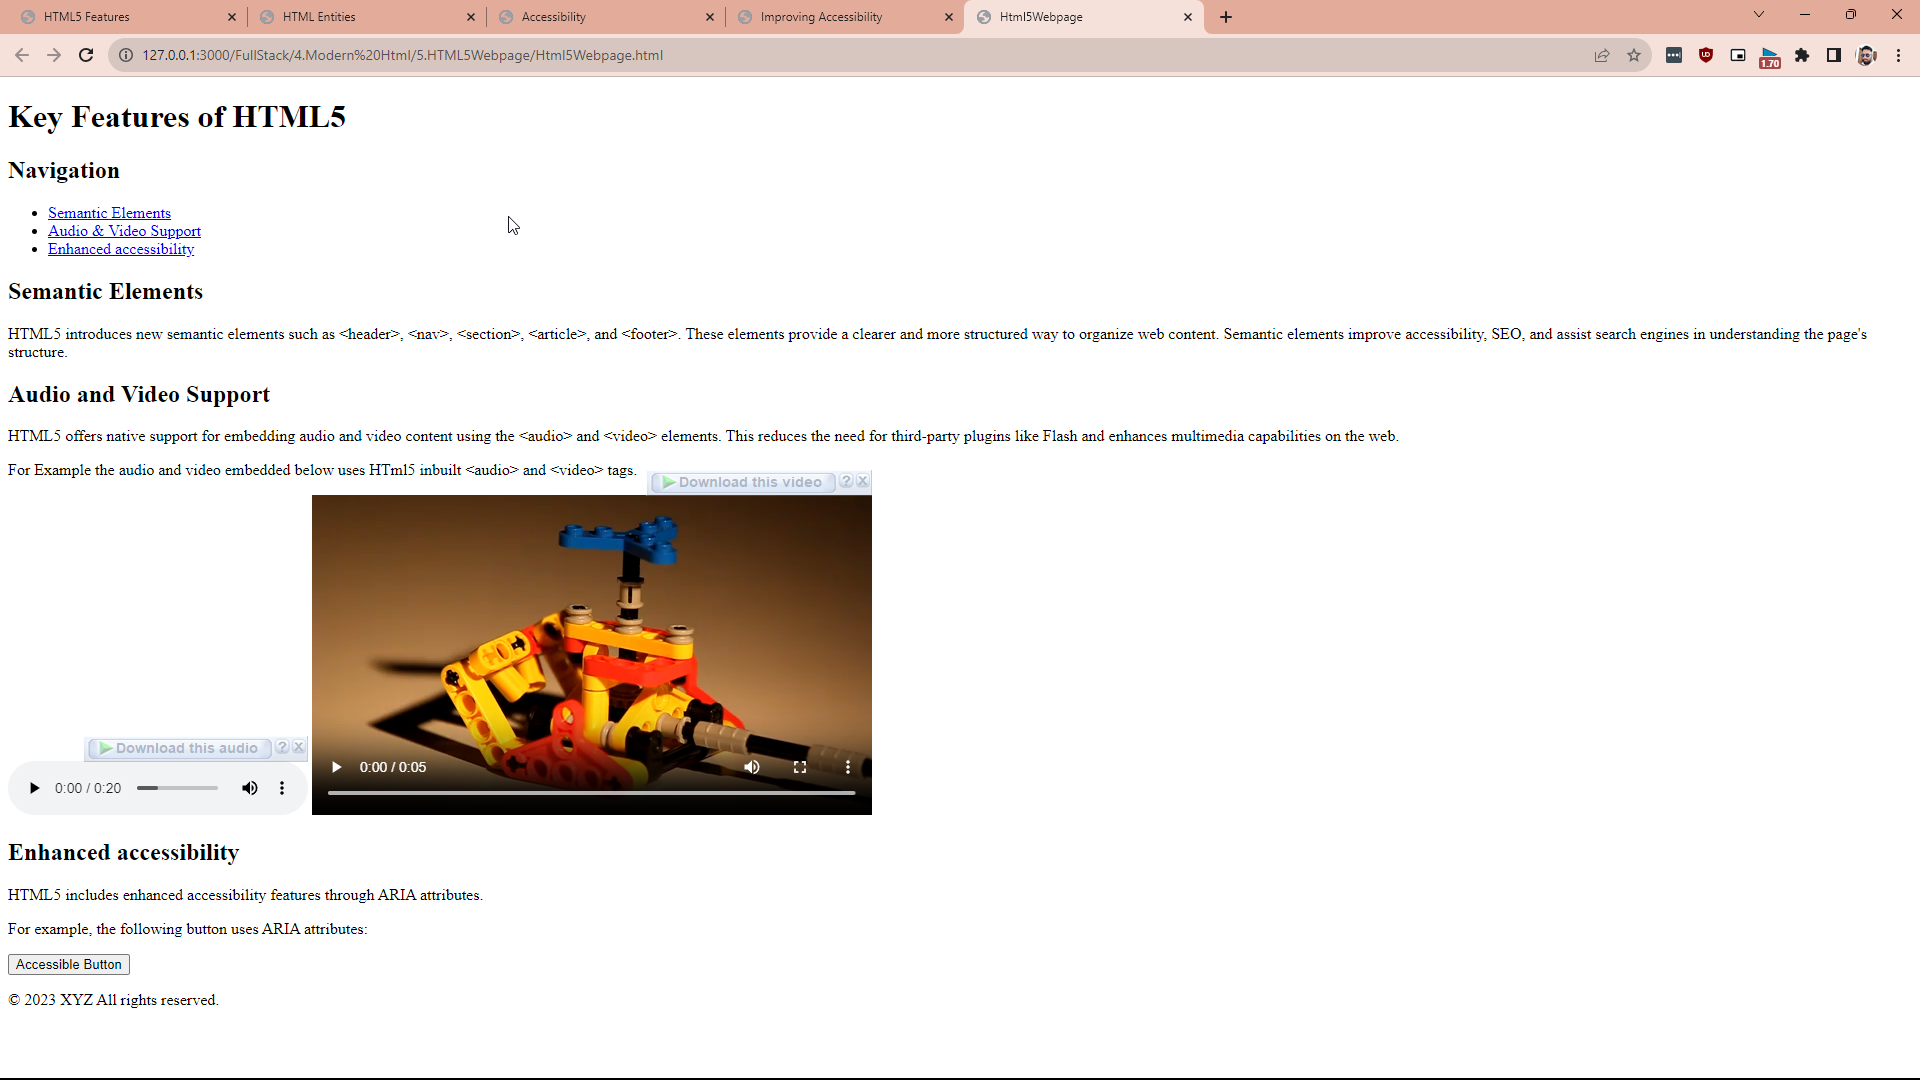 HTML5 Features
HTML Entities
Accessibility
Improving Accessibility
Html5Webpage
127.0.0.1:3000/FullStack/4.Modern%20Html/5.HTML5Webpage/Html5Webpage.html
1.70
Key Features of HTML5
Navigation
Semantic Elements
Audio & Video Support
Enhanced accessibility
Semantic Elements
HTML5 introduces new semantic elements such as <header>, <nav>, <section>, <article>, and <footer>. These elements provide a clearer and more structured way to organize web content. Semantic elements improve accessibility, SEO, and assist search engines in understanding the page's
structure.
Audio and Video Support
HTML5 offers native support for embedding audio and video content using the <audio> and <video> elements. This reduces the need for third-party plugins like Flash and enhances multimedia capabilities on the web.
For Example the audio and video embedded below uses HTml5 inbuilt <audio> and <video> tags.
Download this video ?
Download this audio ?
0:00 / 0:20
0:00 / 0:05
Enhanced accessibility
HTML5 includes enhanced accessibility features through ARIA attributes.
For example, the following button uses ARIA attributes:
Accessible Button
© 2023 XYZ All rights reserved.